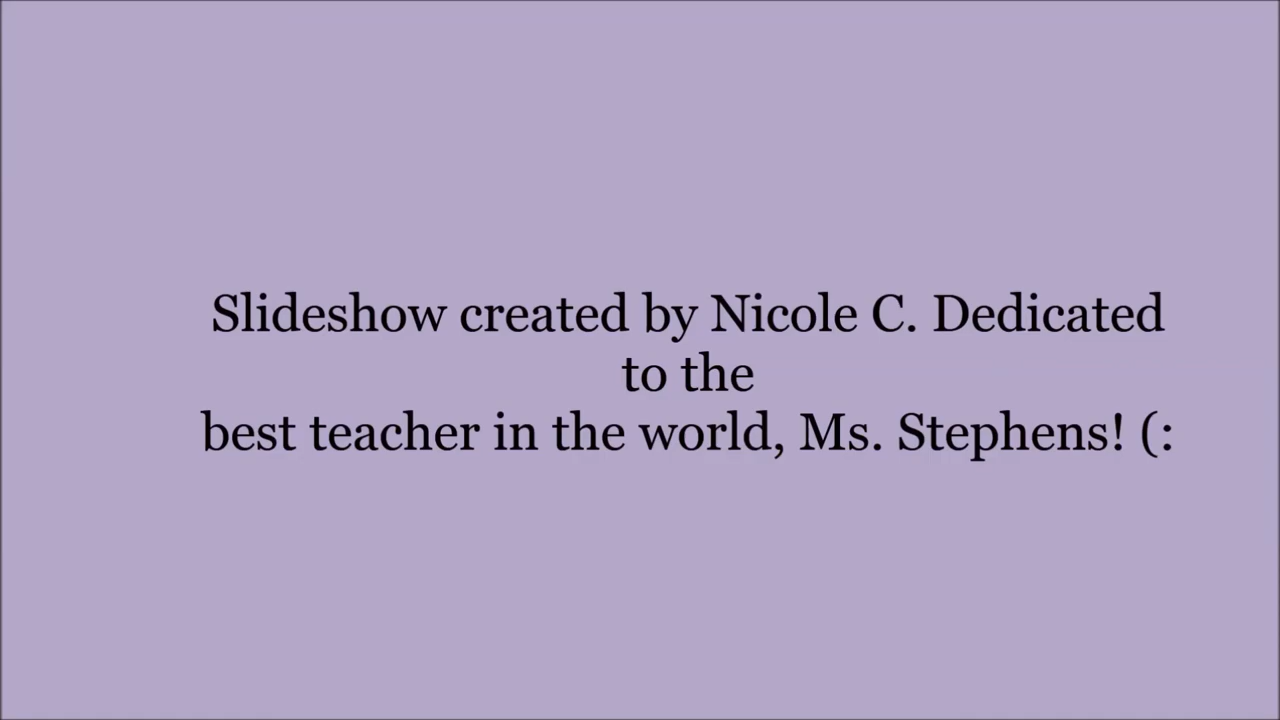 Slideshow created by Nicole C. Dedicated
to the
best teacher in the world, Ms. Stephens! (: